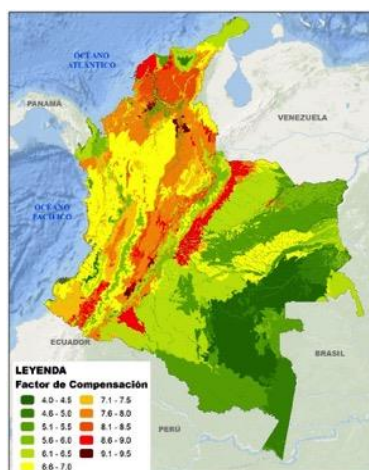 OCÉANO
ATLÁNTICO
PANAMÁ
VENEZUELA
OCÉANO
PACÍFICO
ECUADOR
BRASIL
PERÚ
LEYENDA
Factor de Compensación
4.0 - 4.5
4.6 - 5.0
5.1 - 5.5
5.6 - 6.0
6.1 - 6.5
6.6 - 7.0
7.1 - 7.5
7.6 - 8.0
8.1 - 8.5
8.6 - 9.0
9.1 - 9.5